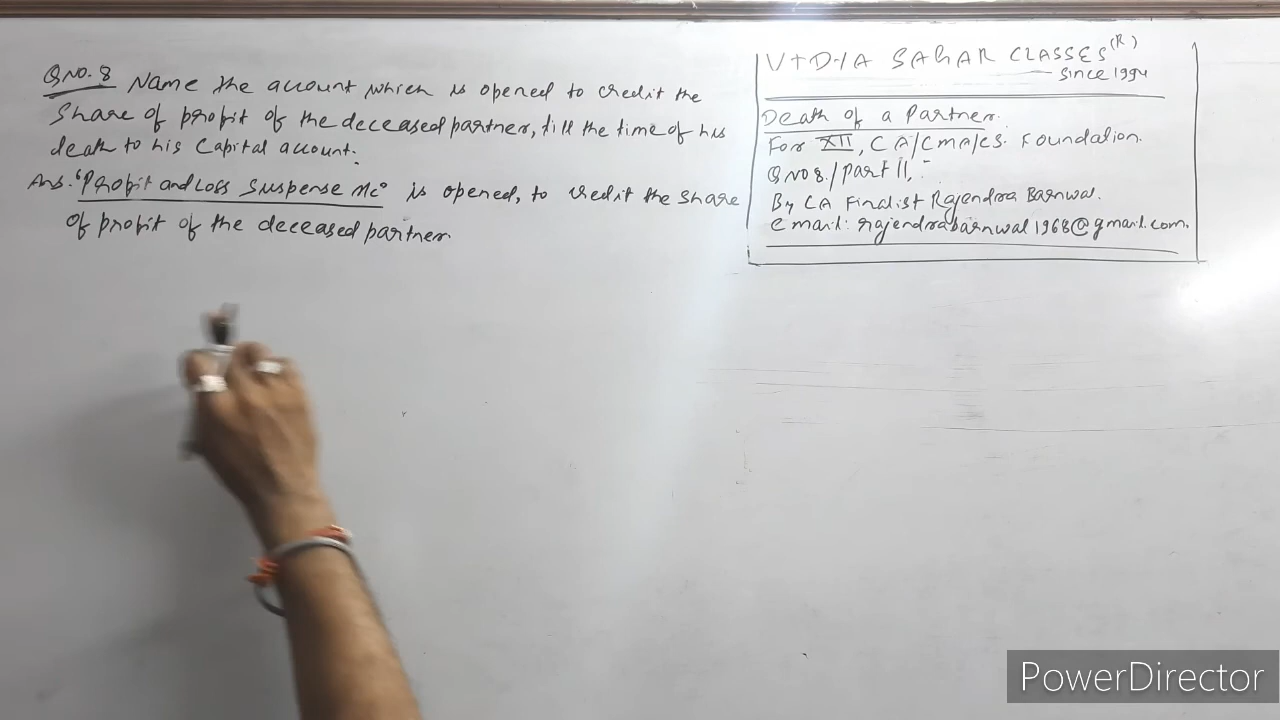 Q NO. 8 Name the account which is opened to credit the
Share of profit of the deceased partner, till the time of his
death to his Capital account.
Ans. "Profit and Loss Suspense A/c" is opened, to credit the share
of profit of the deceased partner.
VIDYA SAGAR CLASSES (R)
Since 1994
Death of a Partner.
For XII, CA/CMA/CS. Foundation.
Q NO 8./Part II,
By CA Finalist Rajendra Barnwal.
email: rajendrabarnwal1968@gmail.com.
PowerDirector